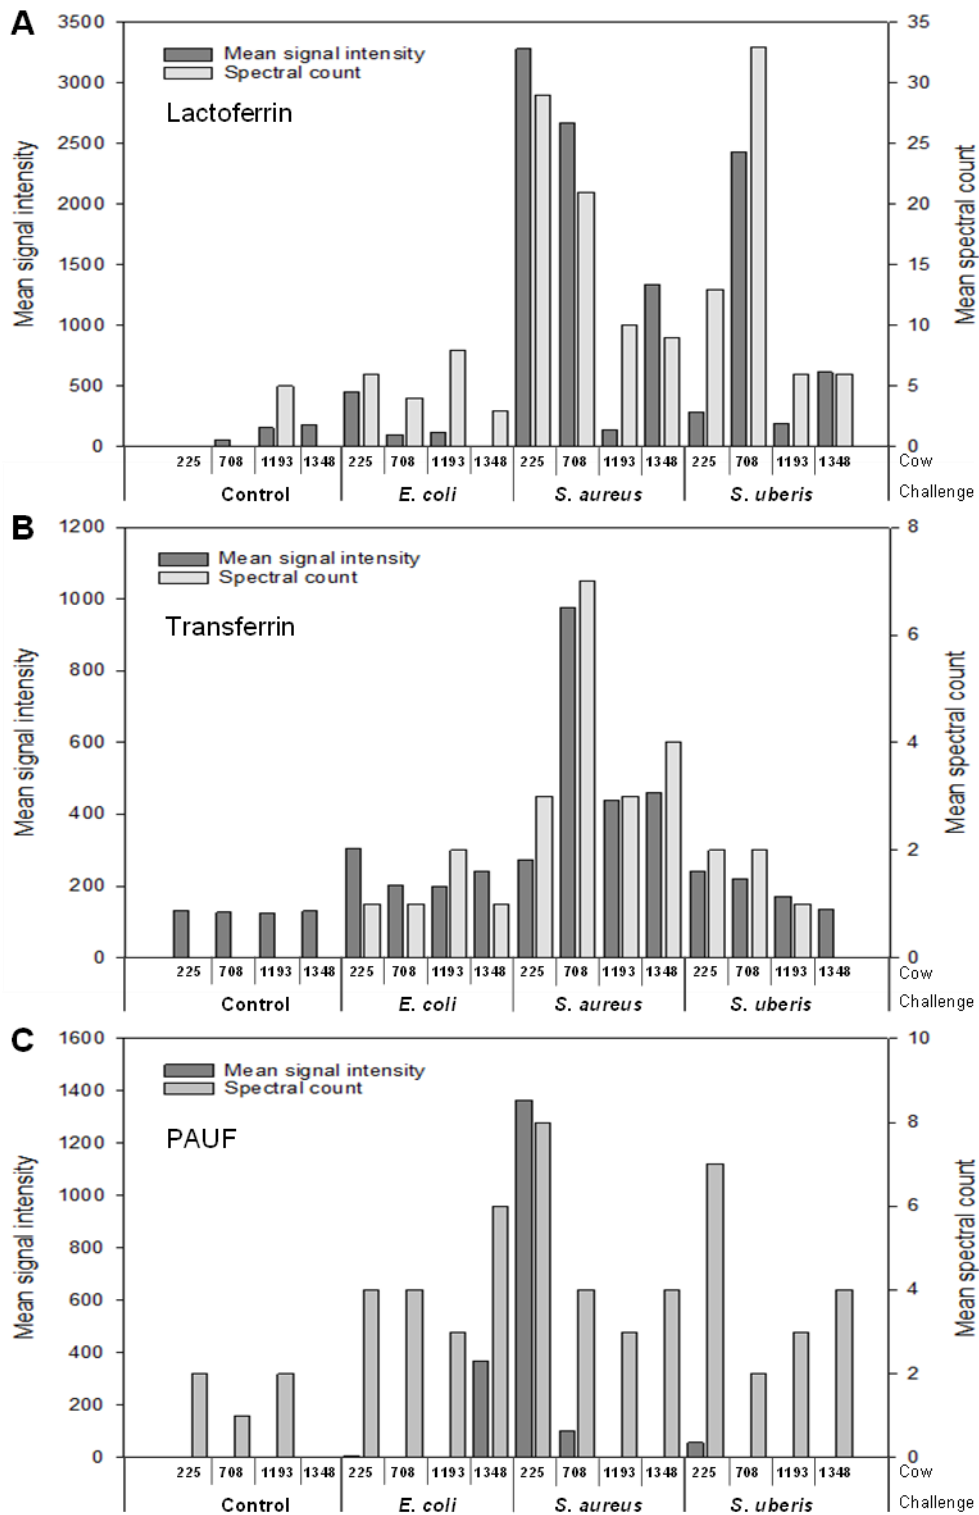 A
3500
35
Mean signal intensity
Spectral count
Lactoferrin
3000
30
2500
25
2000
20
1500
15
1000
10
500
5
0
0
Mean signal intensity
Mean spectral count
225 708 1193 1348 225 708 1193 1348 225 708 1193 1348 225 708 1193 1348 Cow
Control E. coli S. aureus S. uberis Challenge
B
1200
8
Mean signal intensity
Spectral count
Transferrin
1000
6
800
600
4
400
2
200
0
0
Mean signal intensity
Mean spectral count
225 708 1193 1348 225 708 1193 1348 225 708 1193 1348 225 708 1193 1348 Cow
Control E. coli S. aureus S. uberis Challenge
C
1600
10
Mean signal intensity
Spectral count
PAUF
1400
8
1200
1000
6
800
600
4
400
2
200
0
0
Mean signal intensity
Mean spectral count
225 708 1193 1348 225 708 1193 1348 225 708 1193 1348 225 708 1193 1348 Cow
Control E. coli S. aureus S. uberis Challenge